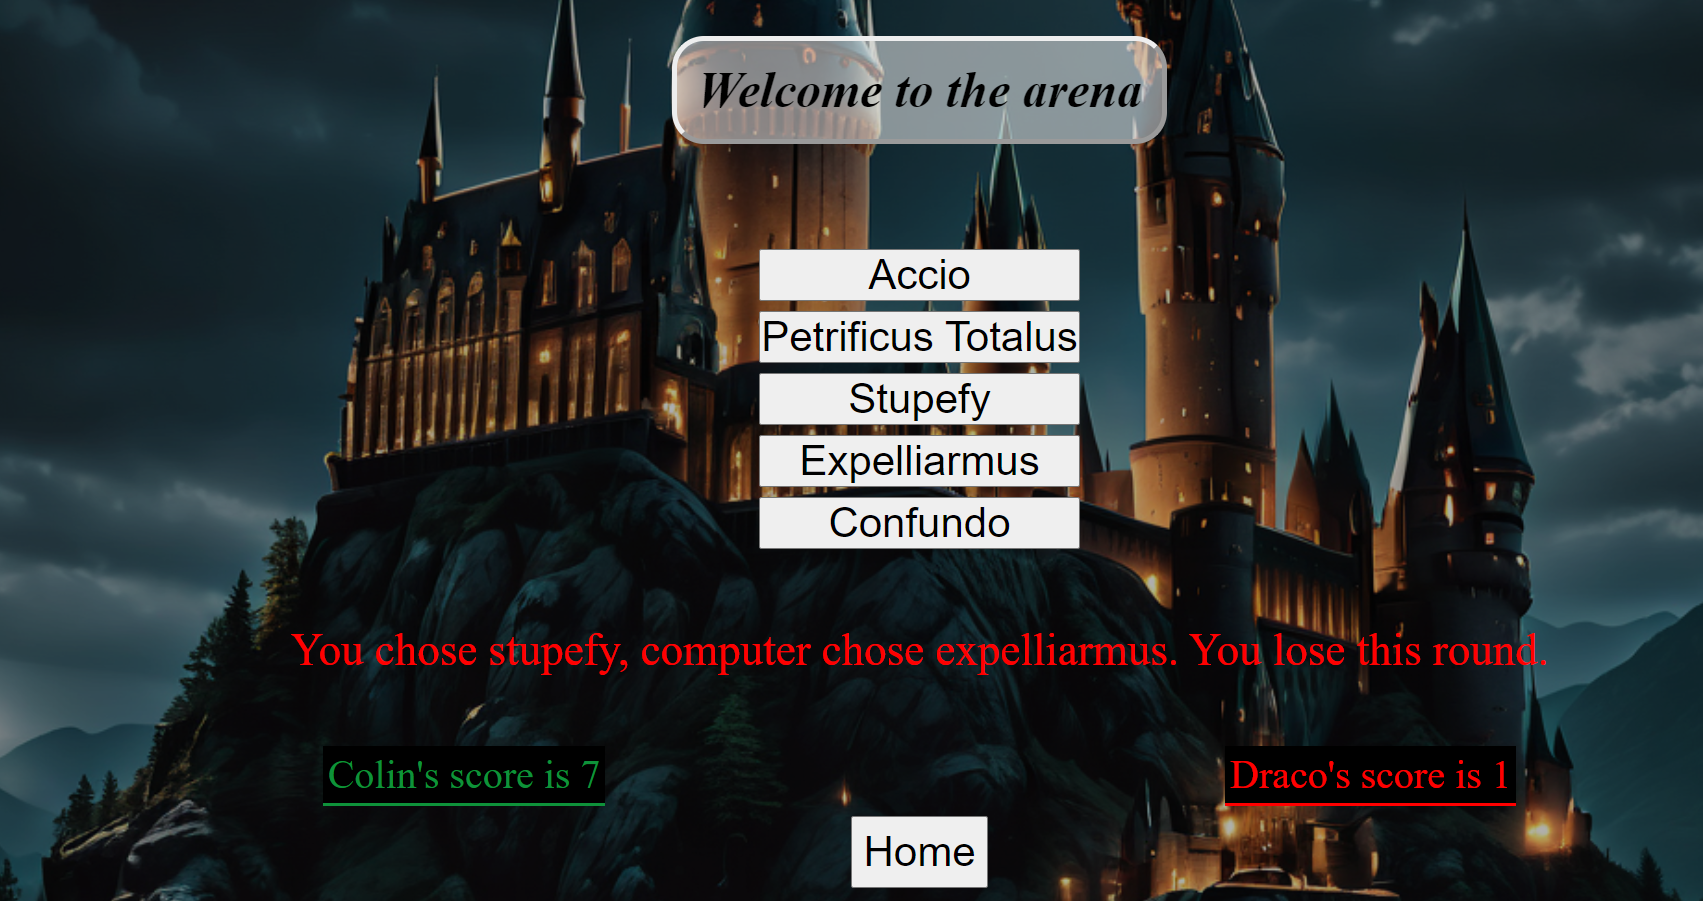 Welcome to the arena
Accio
Petrificus Totalus
Stupefy
Expelliarmus
Confundo
You chose stupefy, computer chose expelliarmus. You lose this round.
Colin's score is 7
Draco's score is 1
Home